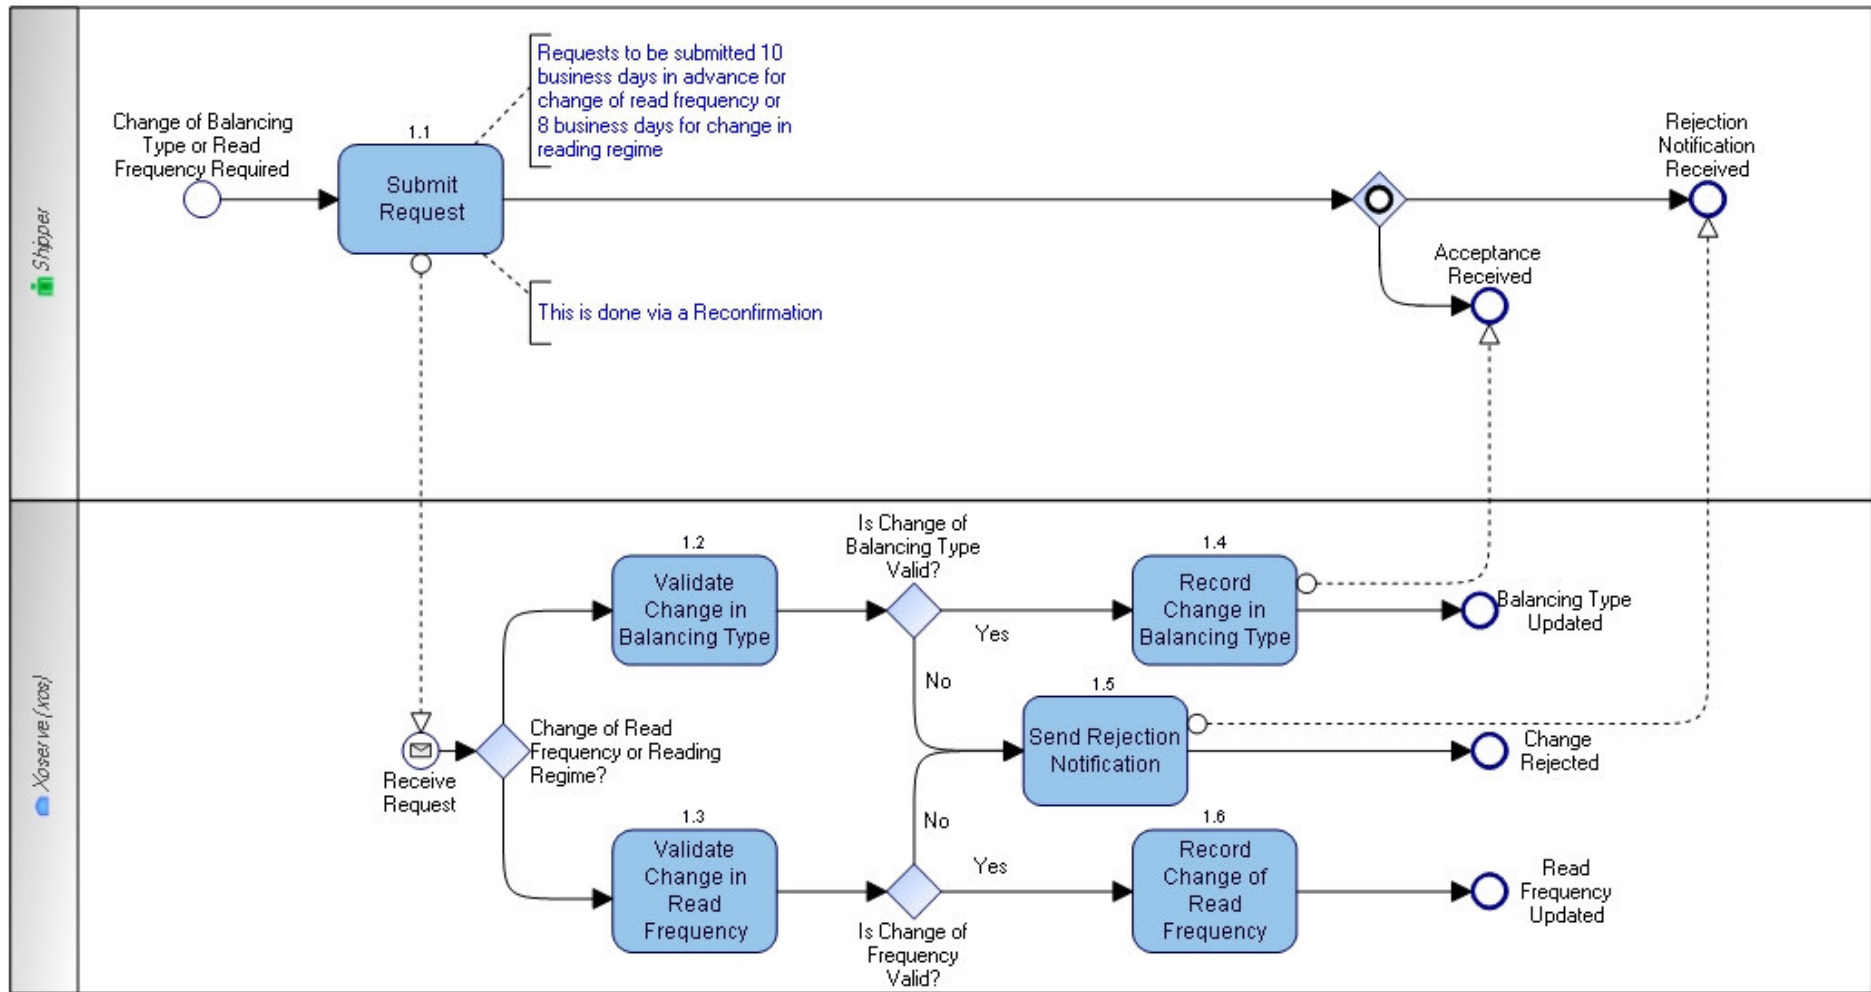 Shipper
Change of Balancing
Type or Read
Frequency Required
1.1
Submit
Request
Requests to be submitted 10
business days in advance for
change of read frequency or
8 business days for change in
reading regime
This is done via a Reconfirmation
Rejection
Notification
Received
Acceptance
Received
Xoserve{xos}
Receive
Request
Change of Read
Frequency or Reading
Regime?
1.2
Validate
Change in
Balancing Type
Is Change of
Balancing Type
Valid?
Yes
No
1.4
Record
Change in
Balancing Type
Balancing Type
Updated
1.5
Send Rejection
Notification
Change
Rejected
1.3
Validate
Change in
Read
Frequency
No
Yes
Is Change of
Frequency
Valid?
1.6
Record
Change of
Read
Frequency
Read
Frequency
Updated